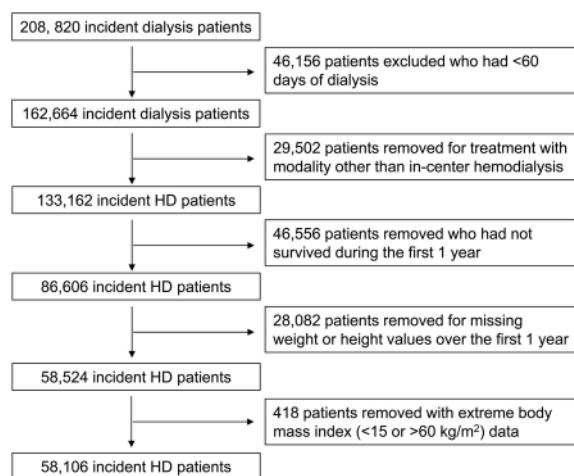 208, 820 incident dialysis patients
46,156 patients excluded who had <60
days of dialysis
162,664 incident dialysis patients
29,502 patients removed for treatment with
modality other than in-center hemodialysis
133,162 incident HD patients
46,556 patients removed who had not
survived during the first 1 year
86,606 incident HD patients
28,082 patients removed for missing
weight or height values over the first 1 year
58,524 incident HD patients
418 patients removed with extreme body
mass index (<15 or >60 kg/m²) data
58,106 incident HD patients